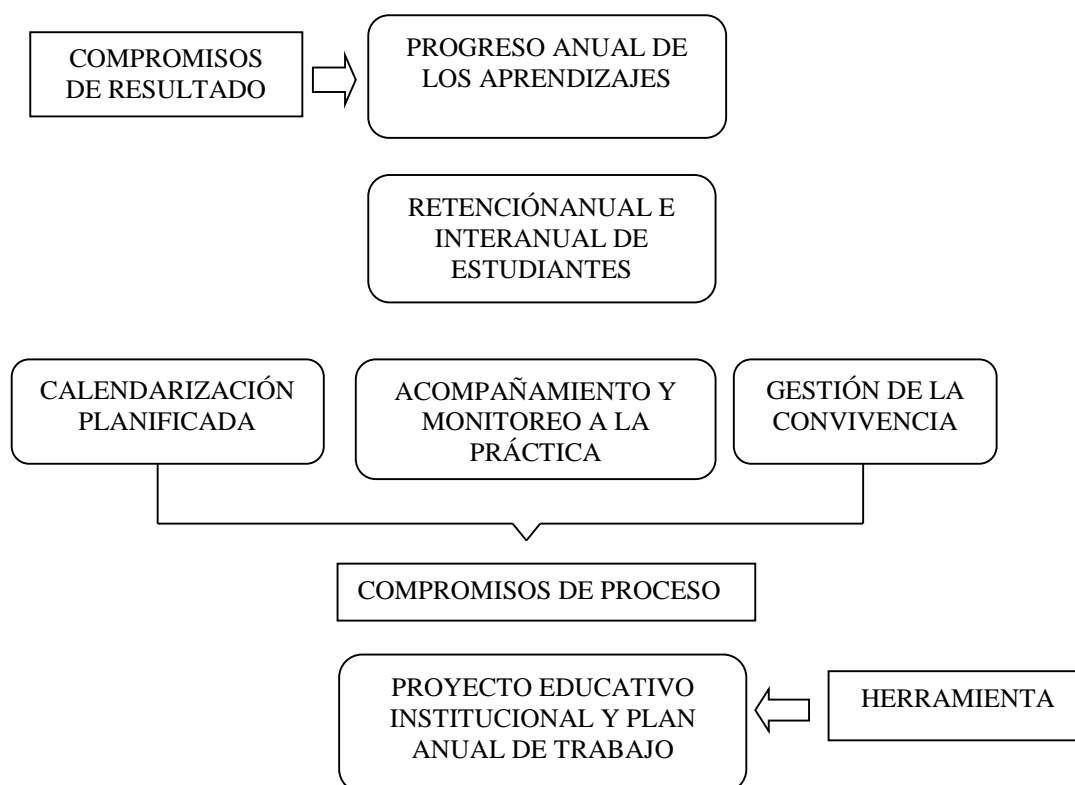 COMPROMISOS
DE RESULTADO
PROGRESO ANUAL DE
LOS APRENDIZAJES
RETENCIÓNANUAL E
INTERANUAL DE
ESTUDIANTES
CALENDARIZACIÓN
PLANIFICADA
ACOMPAÑAMIENTO Y
MONITOREO A LA
PRÁCTICA
GESTIÓN DE LA
CONVIVENCIA
COMPROMISOS DE PROCESO
PROYECTO EDUCATIVO
INSTITUCIONAL Y PLAN
ANUAL DE TRABAJO
HERRAMIENTA